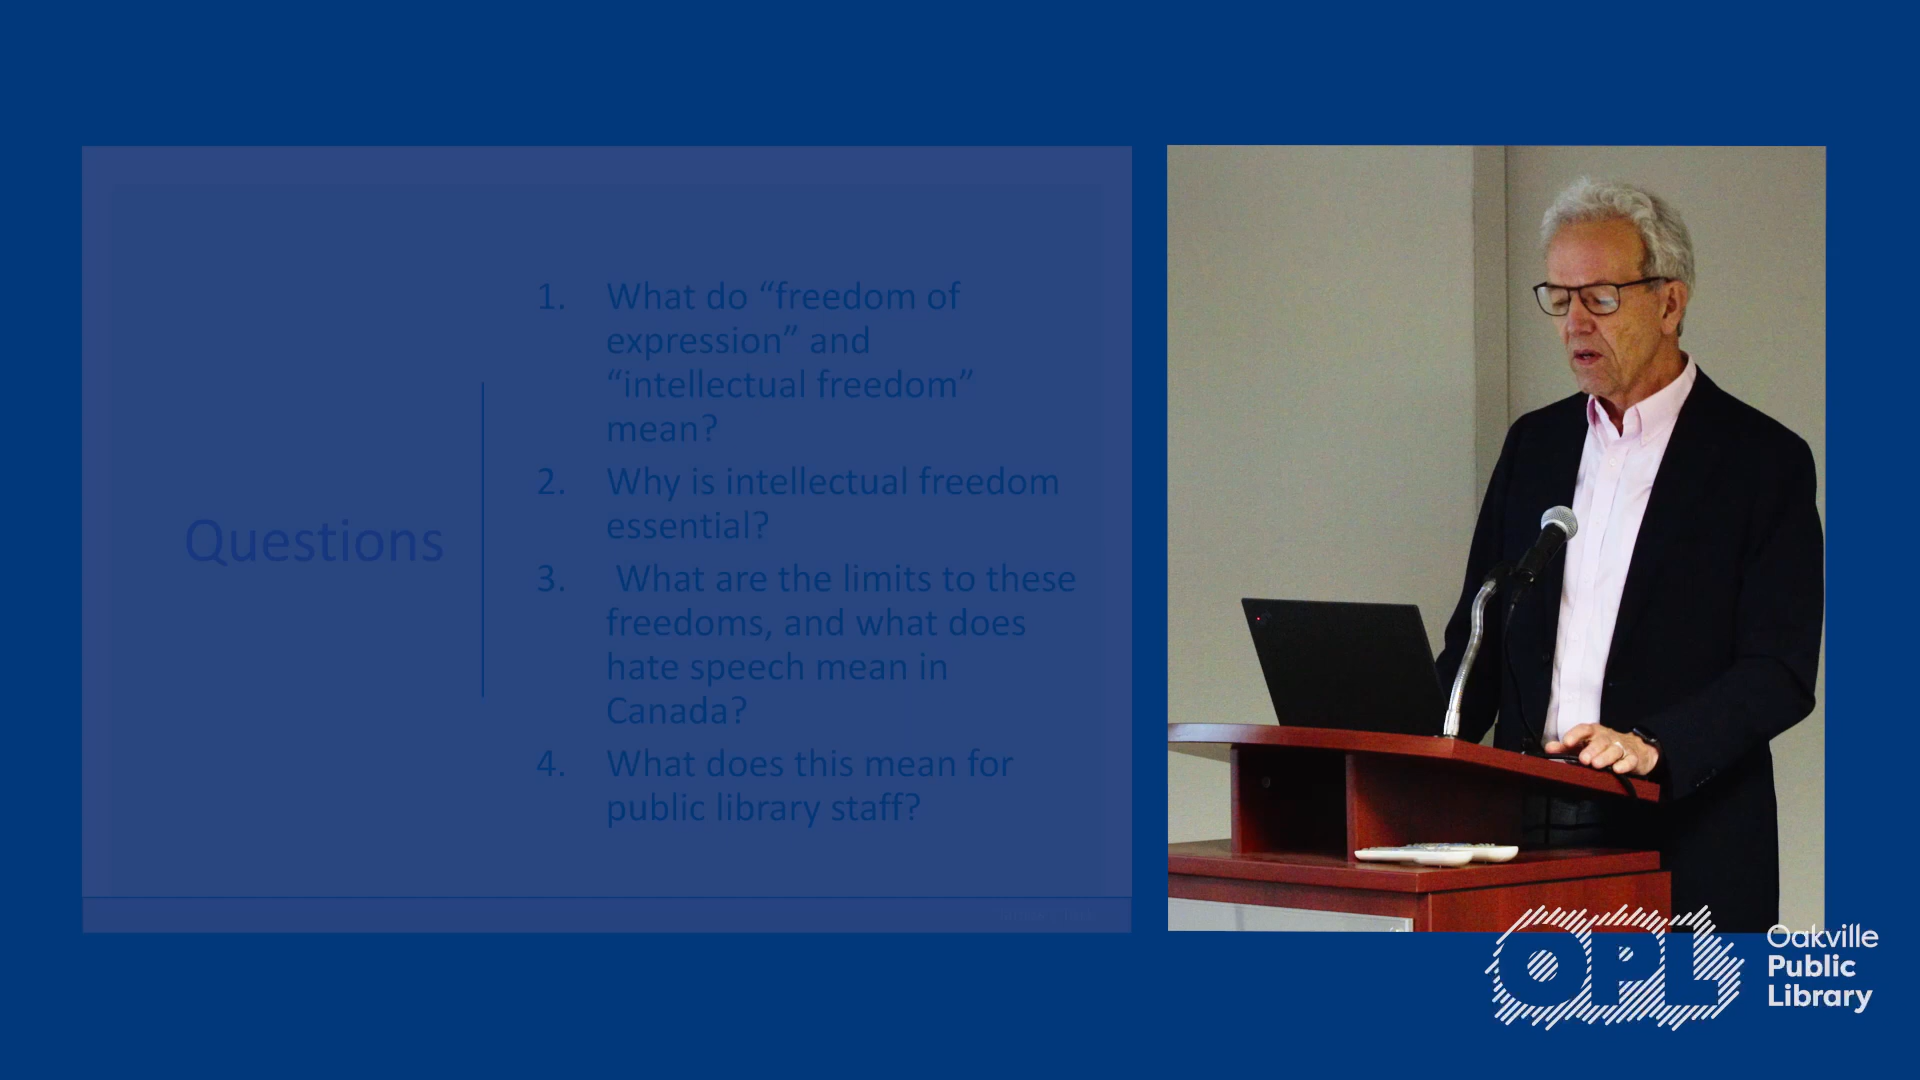 Questions
1. What do “freedom of
expression” and
“intellectual freedom”
mean?
2. Why is intellectual freedom
essential?
3. What are the limits to these
freedoms, and what does
hate speech mean in
Canada?
4. What does this mean for
public library staff?
OPL
Oakville
Public
Library